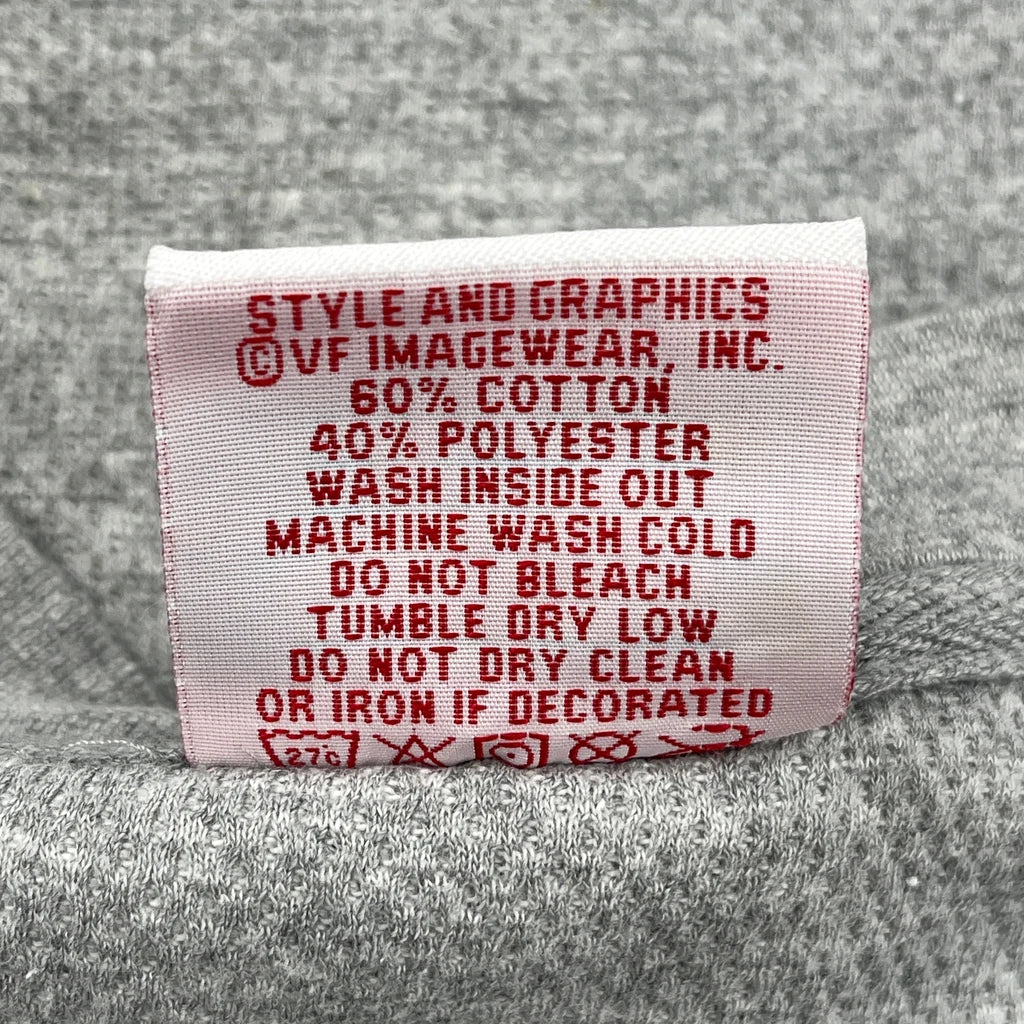 STYLE AND GRAPHICS
©VF IMAGEWEAR, INC.
60% COTTON
40% POLYESTER
WASH INSIDE OUT
MACHINE WASH COLD
DO NOT BLEACH
TUMBLE DRY LOW
DO NOT DRY CLEAN
OR IRON IF DECORATED
27C